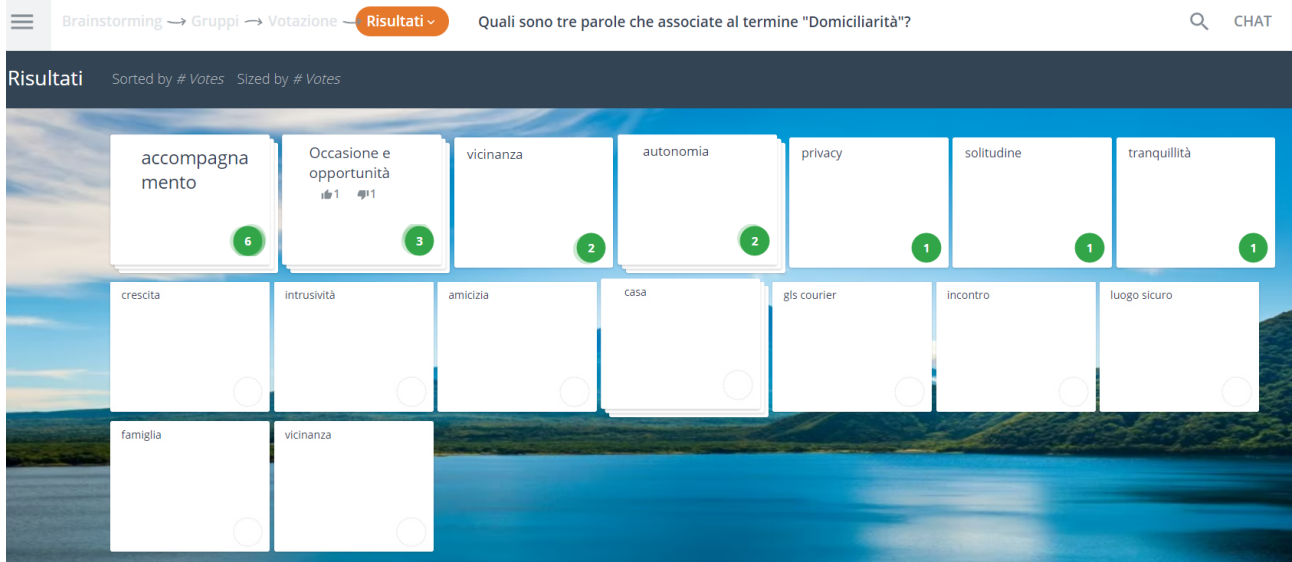 Brainstorming → Gruppi → Votazione → Risultati Quali sono tre parole che associate al termine "Domiciliarità"? CHAT
Risultati Sorted by # Votes Sized by # Votes
accompagna
mento
6
Occasione e
opportunità
1 1
3
vicinanza
2
autonomia
2
privacy
1
solitudine
1
tranquillità
1
crescita
intrusività
amicizia
casa
gls courier
incontro
luogo sicuro
famiglia
vicinanza